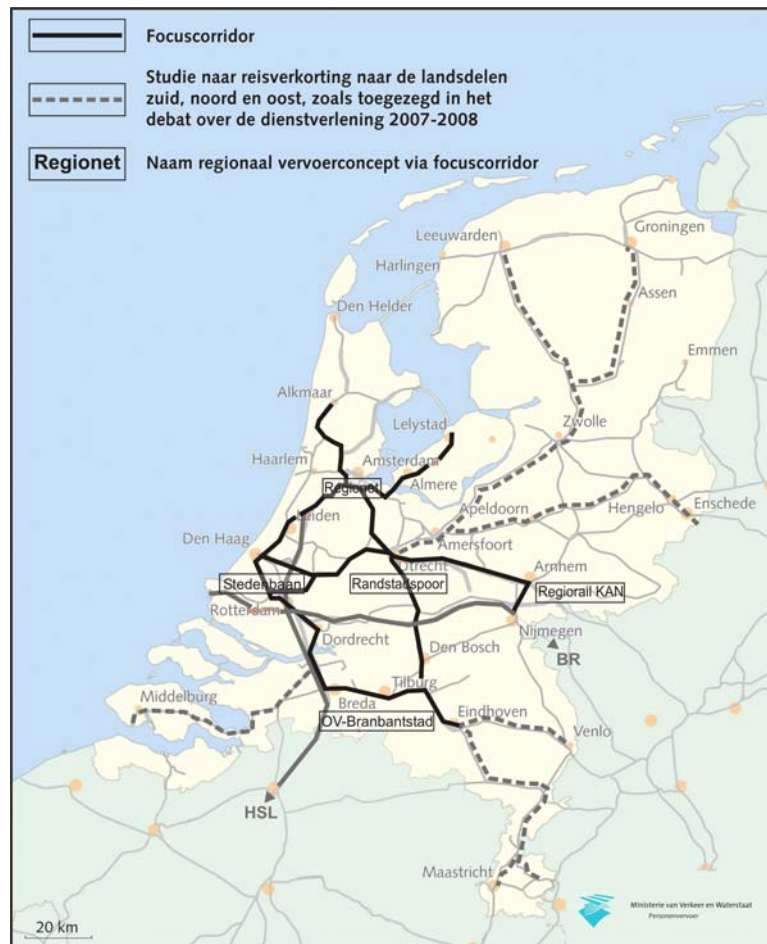 Focuscorridor
Studie naar reisverkorting naar de landsdelen
zuid, noord en oost, zoals toegezegd in het
debat over de dienstverlening 2007-2008
Regionet
Naam regionaal vervoerconcept via focuscorridor
Leeuwarden
Groningen
Harlingen
Assen
Den Helder
Emmen
Alkmaar
Lelystad
Zwolle
Haarlem
Amsterdam
Almere
Regionet
Apeldoorn
Hengelo
Enschede
Leiden
Den Haag
Amersfoort
Utrecht
Arnhem
Stedenbaan
Randstadspoor
Regiorail KAN
Rotterdam
Nijmegen
Dordrecht
Den Bosch
BR
Middelburg
Tilburg
Breda
Eindhoven
OV-Branbantstad
Venlo
HSL
Maastricht
20 km
Ministerie van Verkeer en Waterstaat
Personenvervoer